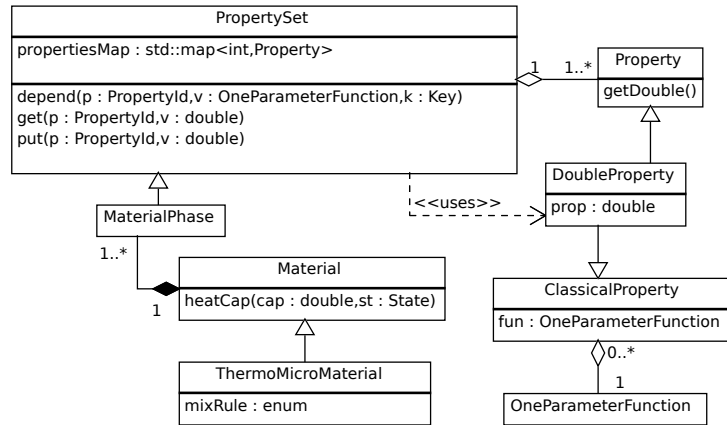 PropertySet
propertiesMap : std::map<int,Property>
depend(p : PropertyId,v : OneParameterFunction,k : Key)
get(p : PropertyId,v : double)
put(p : PropertyId,v : double)
1
1..*
Property
getDouble()
<<uses>>
DoubleProperty
prop : double
MaterialPhase
1..*
1
Material
heatCap(cap : double,st : State)
ClassicalProperty
fun : OneParameterFunction
0..*
1
ThermoMicroMaterial
mixRule : enum
OneParameterFunction